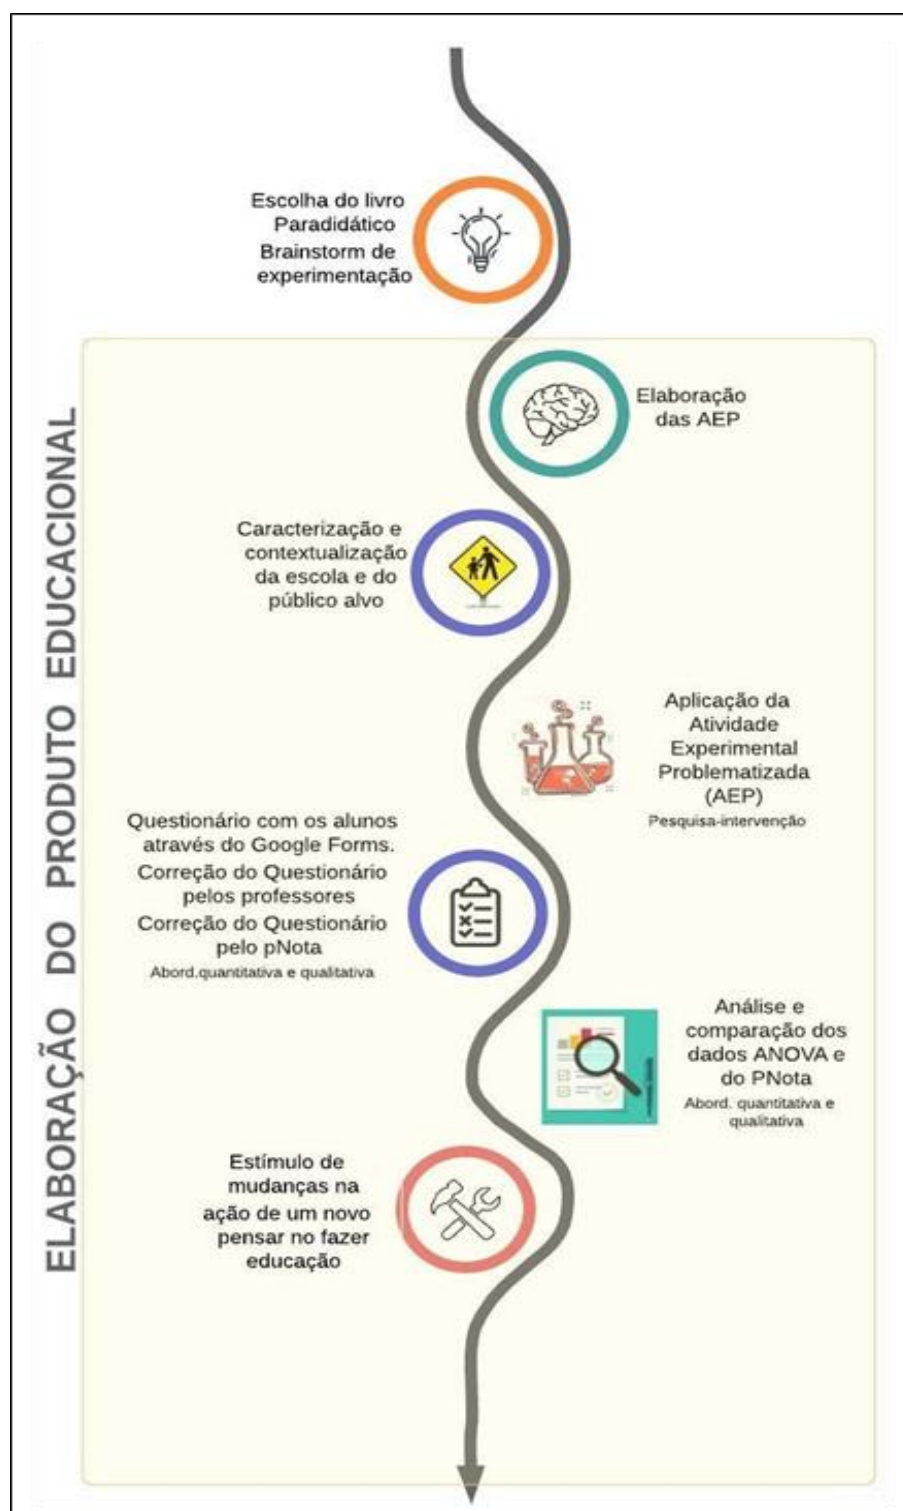 Escolha do livro
Paradidático
Brainstorm de
experimentação
ELABORAÇÃO DO PRODUTO EDUCACIONAL
Elaboração
das AEP
Caracterização e
contextualização
da escola e do
público alvo
Aplicação da
Atividade
Experimental
Problematizada
(AEP)
Pesquisa-intervenção
Questionário com os alunos
através do Google Forms.
Correção do Questionário
pelos professores
Correção do Questionário
pelo pNota
Abord.quantitativa e qualitativa
Análise e
comparação dos
dados ANOVA e
do PNota
Abord. quantitativa e
qualitativa
Estímulo de
mudanças na
ação de um novo
pensar no fazer
educação